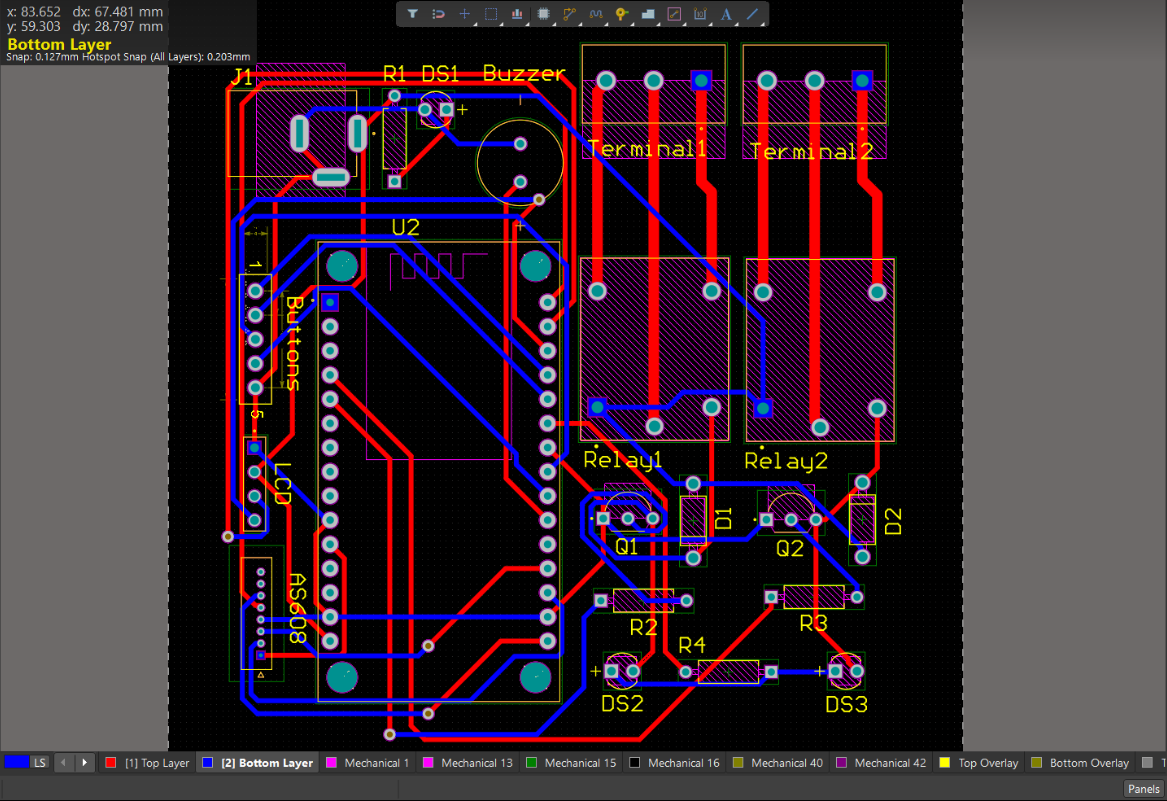 x: 83.652 dx: 67.481 mm
y: 59.303 dy: 28.797 mm
Bottom Layer
Snap: 0.127mm Hotspot Snap (All Layers): 0.203mm
A
J1
R1
DS1
Buzzer
+
Terminal1
Terminal2
U2
+
1
Buttons
5
Relay1
Relay2
LCD
D1
D2
Q1
Q2
AS608
R2
R3
R4
+
+
DS2
DS3
LS
[1] Top Layer
[2] Bottom Layer
Mechanical 1
Mechanical 13
Mechanical 15
Mechanical 16
Mechanical 40
Mechanical 42
Top Overlay
Bottom Overlay
Panels